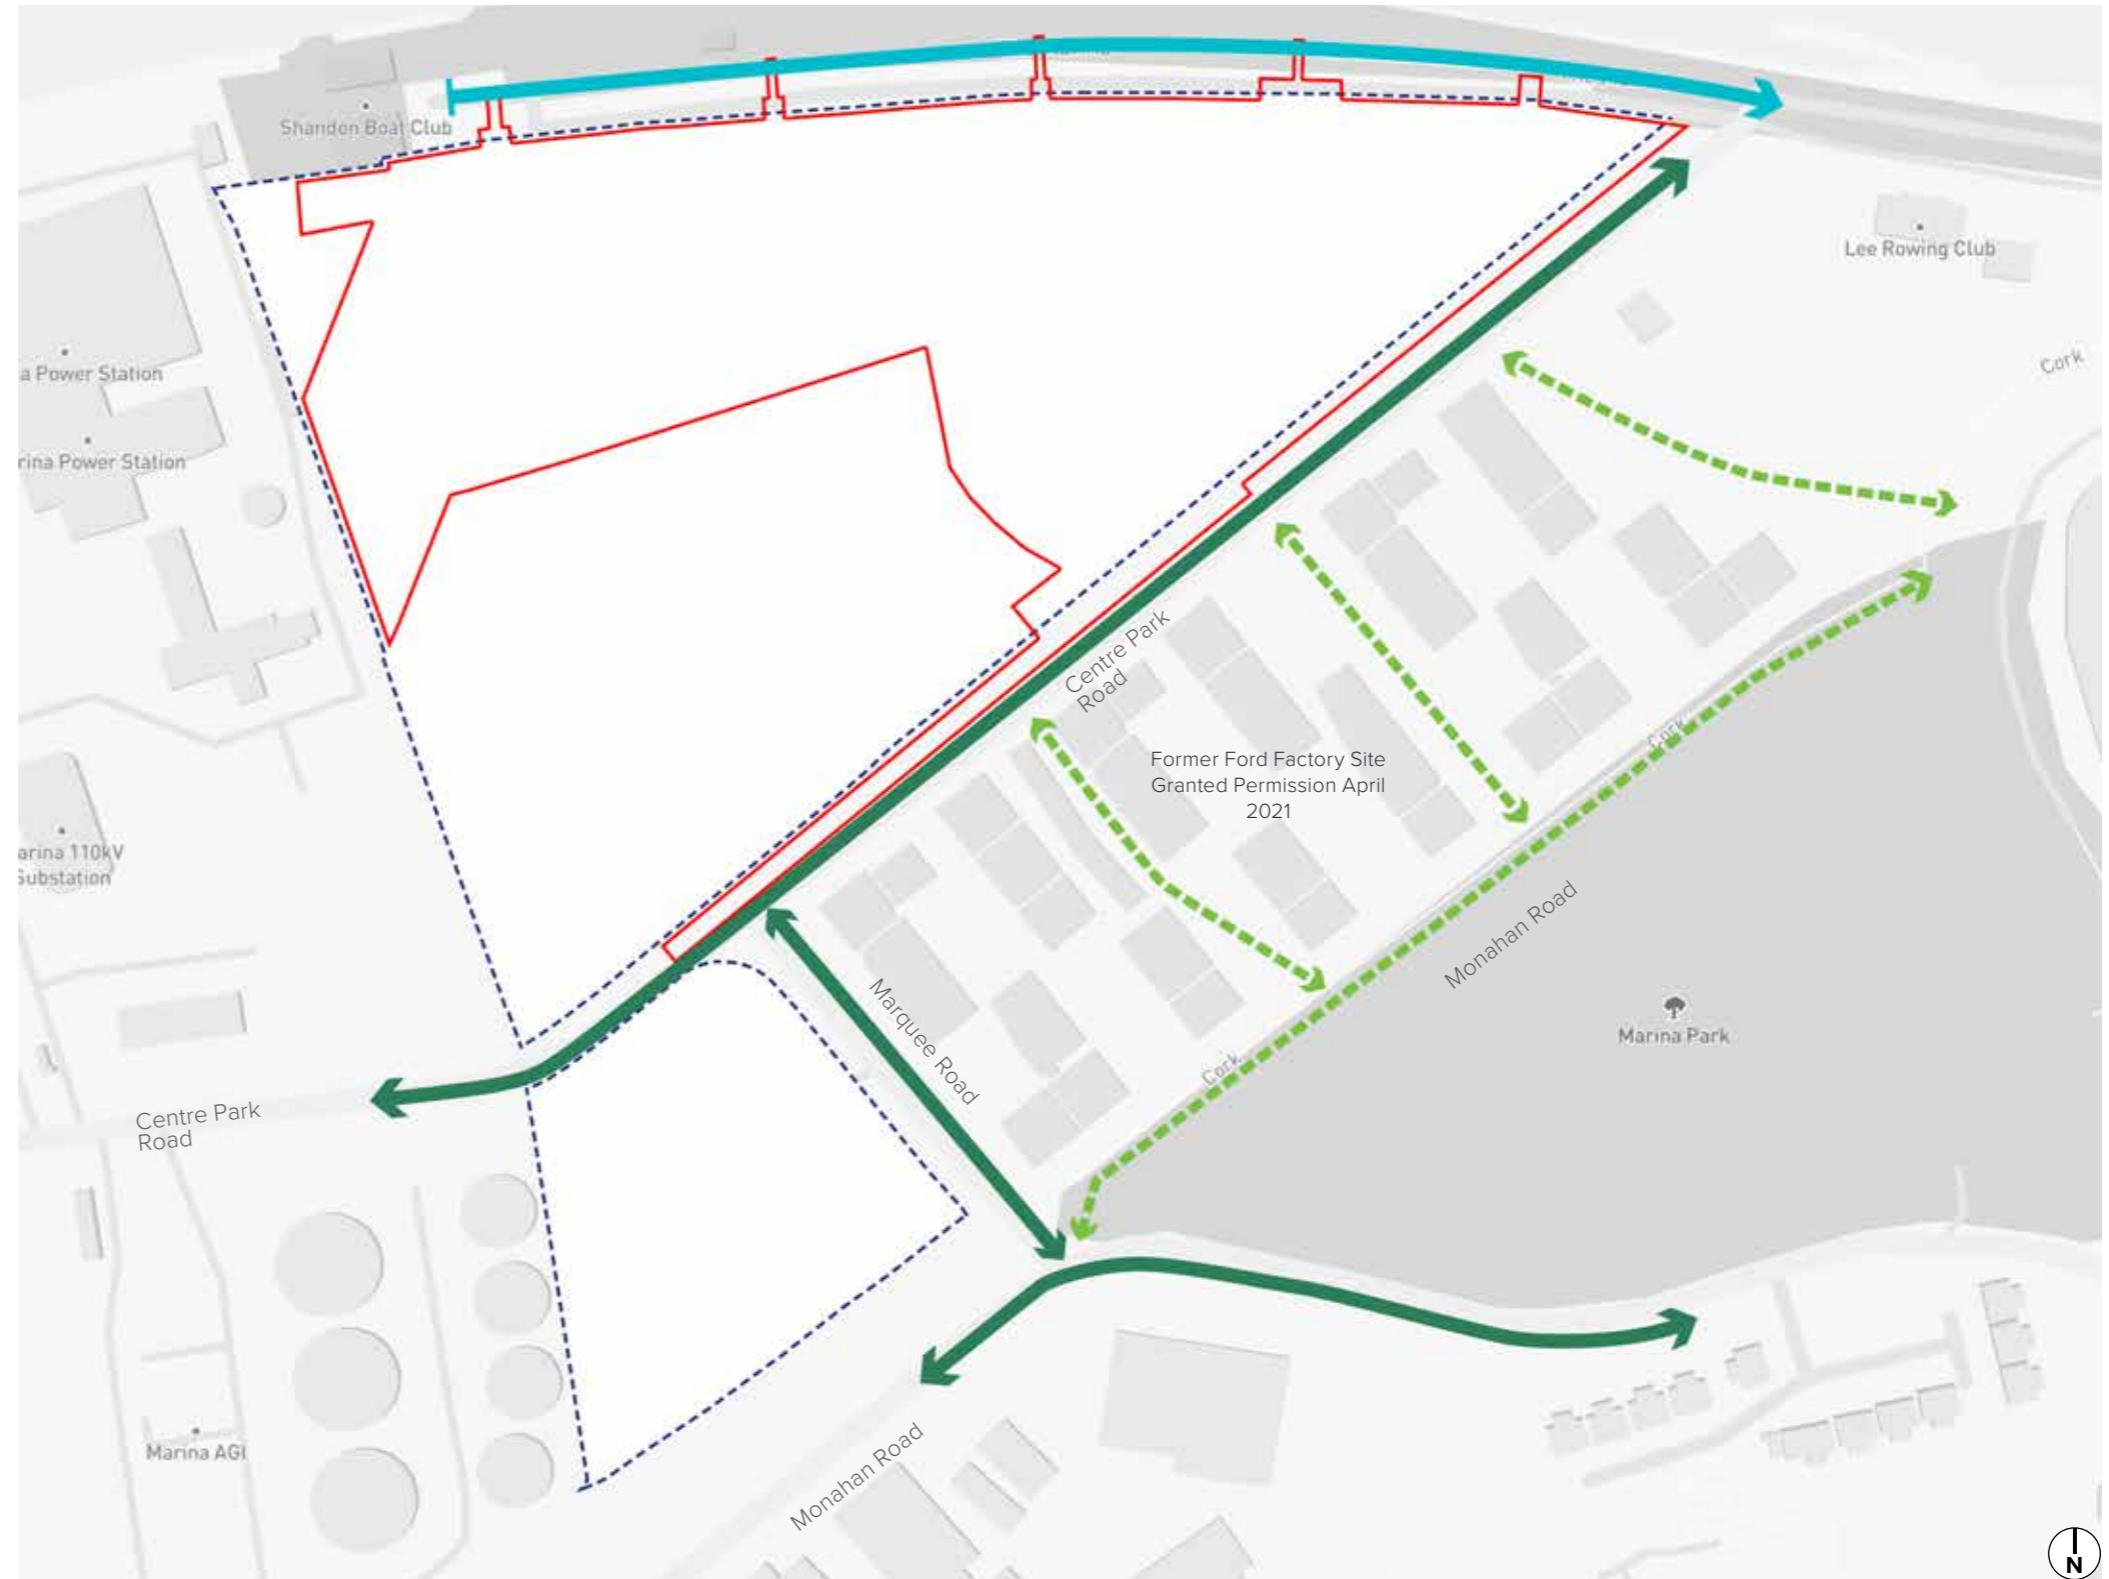 Shandon Boat Club
Lee Rowing Club
Cork
a Power Station
rina Power Station
Centre Park
Road
Former Ford Factory Site
Granted Permission April
2021
Cork
arina 110kV
Substation
Monahan Road
Marquee Road
Marina Park
Cork
Centre Park
Road
Marina AGI
Monahan Road
N